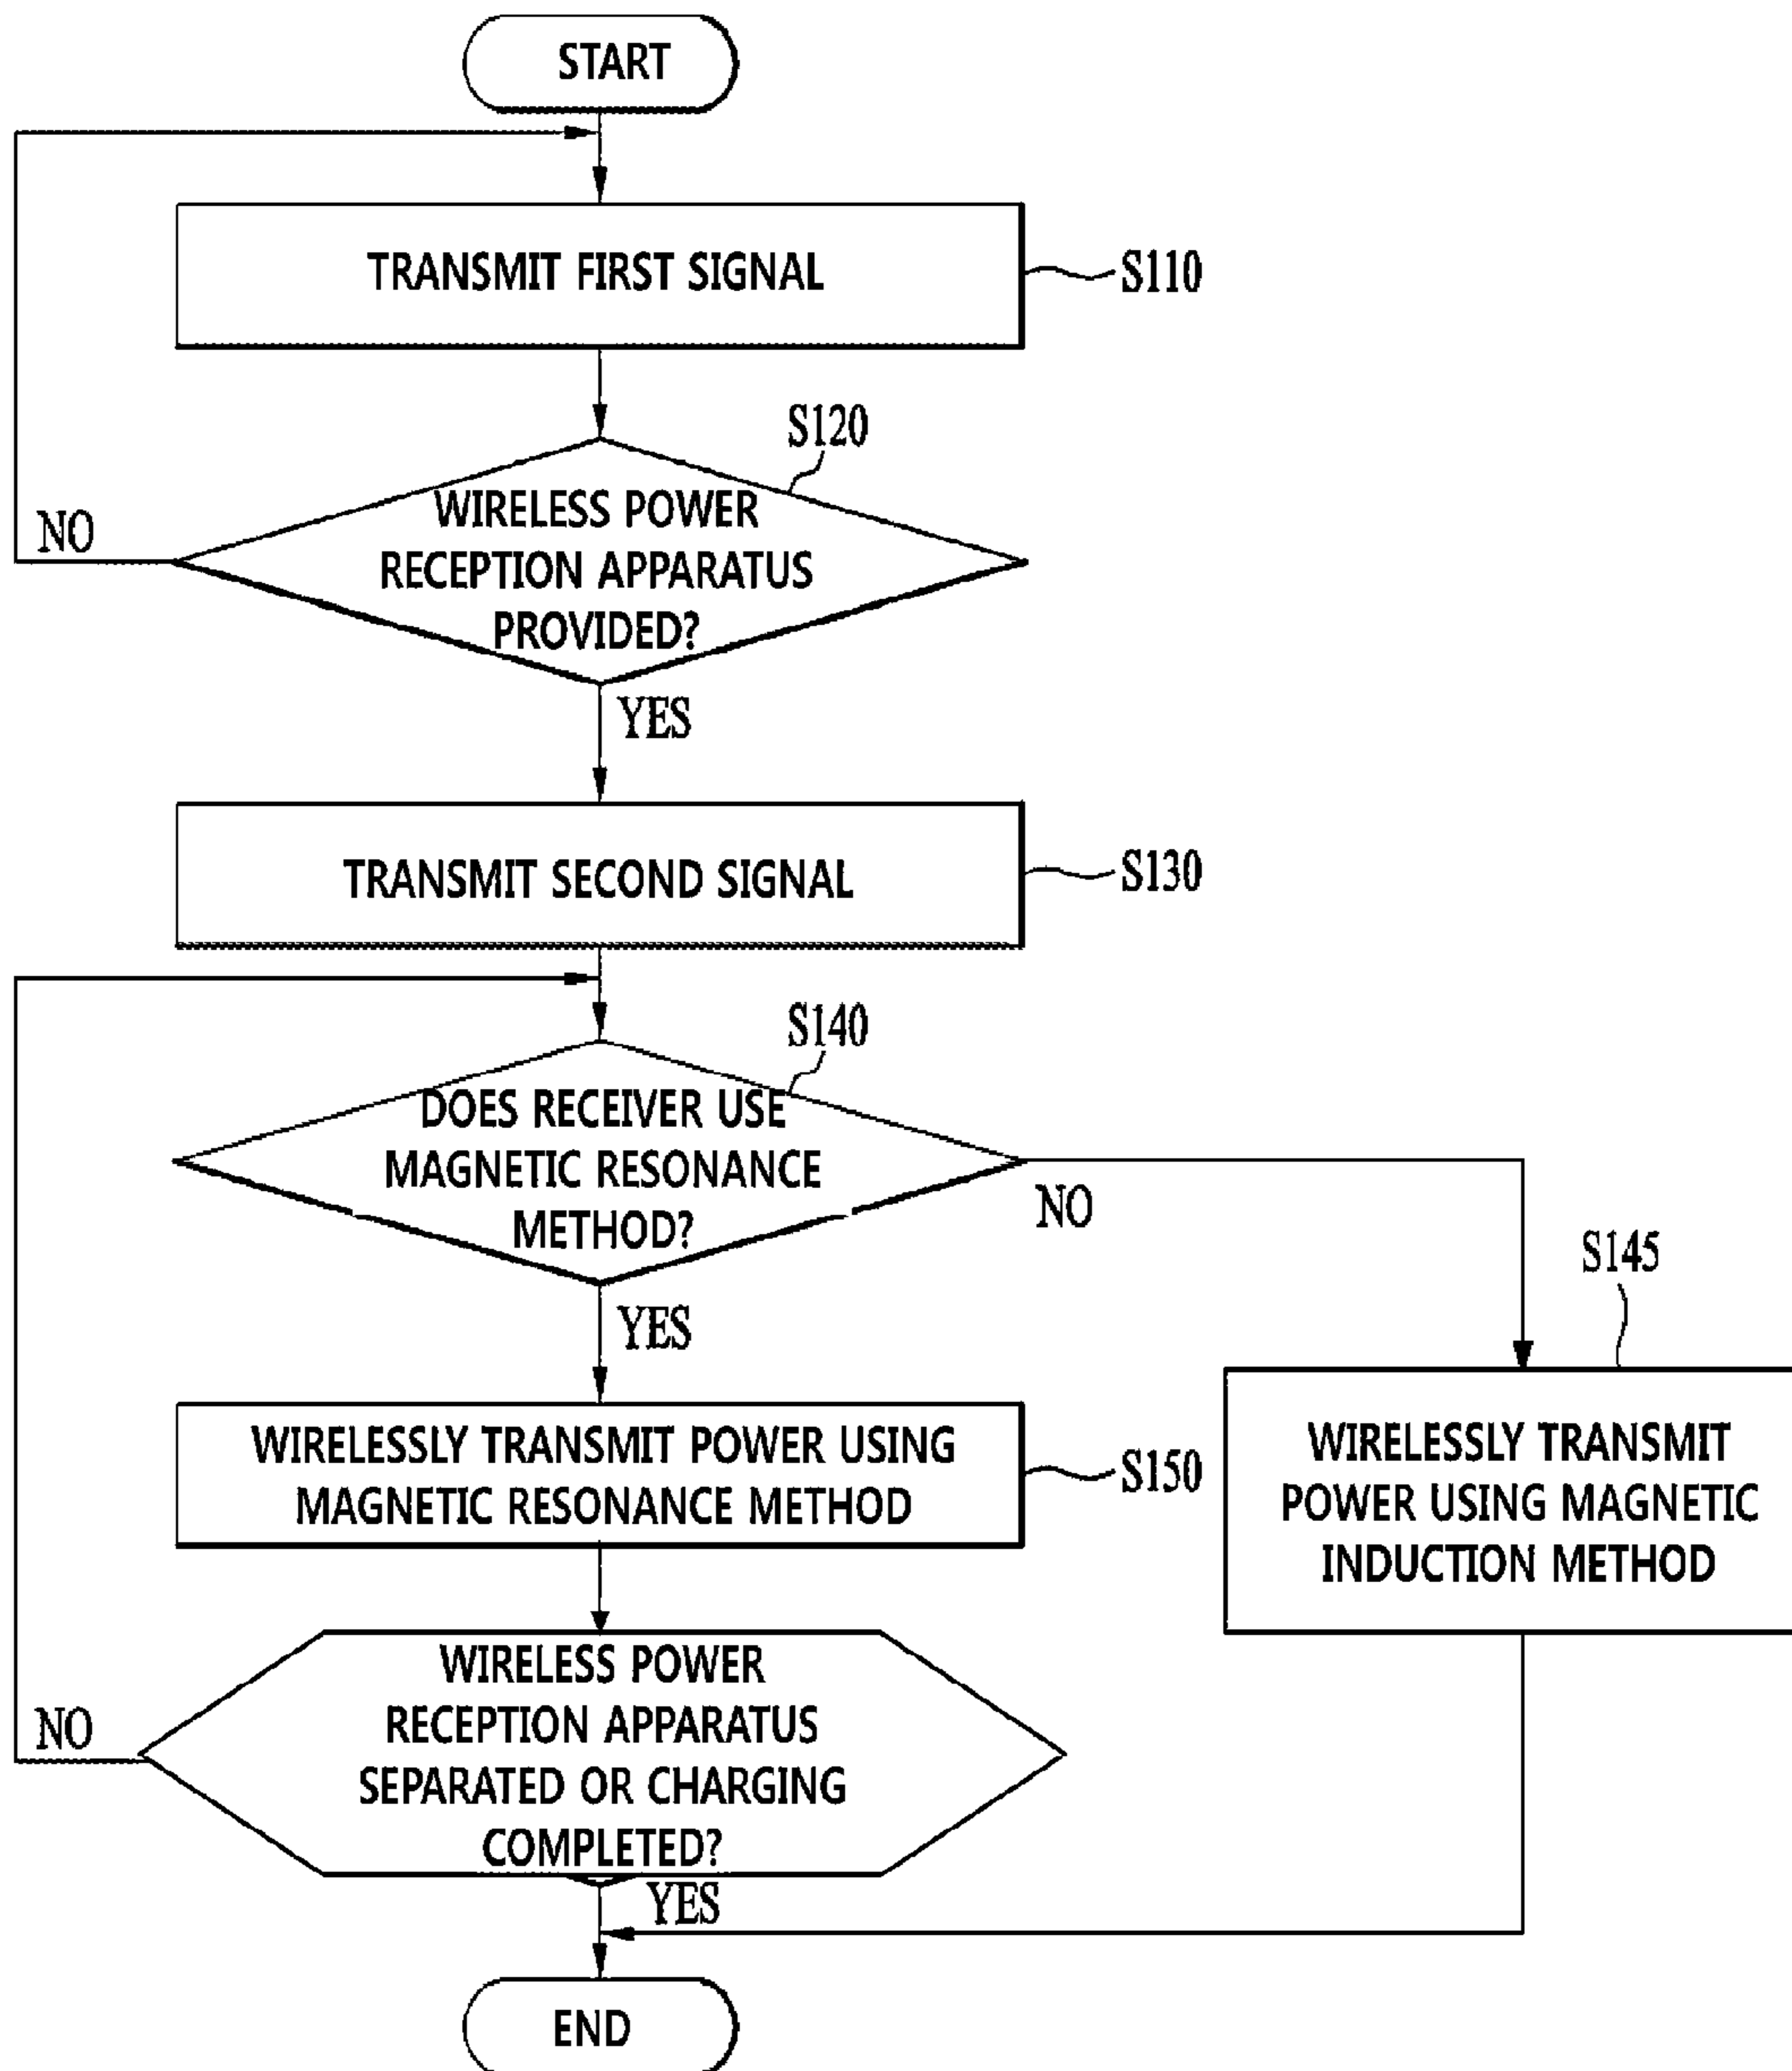 START
TRANSMIT FIRST SIGNAL
S110
S120
WIRELESS POWER
RECEPTION APPARATUS
PROVIDED?
NO
YES
TRANSMIT SECOND SIGNAL
S130
S140
DOES RECEIVER USE
MAGNETIC RESONANCE
METHOD?
NO
YES
S145
WIRELESSLY TRANSMIT POWER USING
MAGNETIC RESONANCE METHOD
S150
WIRELESSLY TRANSMIT
POWER USING MAGNETIC
INDUCTION METHOD
WIRELESS POWER
RECEPTION APPARATUS
SEPARATED OR CHARGING
COMPLETED?
NO
YES
END